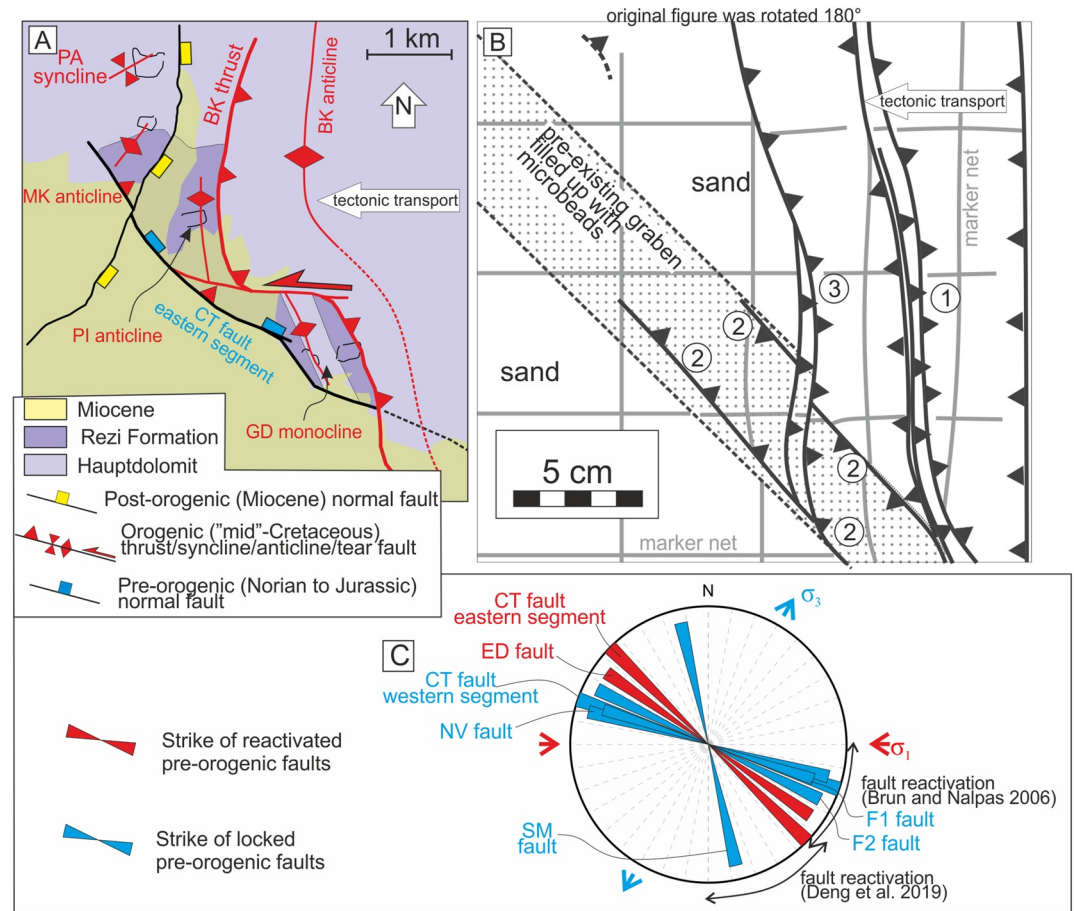 original figure was rotated 180°
A
PA
syncline
BK thrust
BK anticline
1 km
N
MK anticline
tectonic transport
PI anticline
CT fault
eastern segment
GD monocline
Miocene
Rezi Formation
Hauptdolomit
Post-orogenic (Miocene) normal fault
Orogenic ("mid"-Cretaceous)
thrust/syncline/anticline/tear fault
Pre-orogenic (Norian to Jurassic)
normal fault
B
tectonic transport
pre-existing graben
filled up with
microbeads
sand
marker net
3
1
2
2
sand
2
5 cm
2
marker net
C
N
σ3
CT fault
eastern segment
ED fault
CT fault
western segment
NV fault
σ1
fault reactivation
(Brun and Nalpas 2006)
F1 fault
F2 fault
SM
fault
fault reactivation
(Deng et al. 2019)
Strike of reactivated
pre-orogenic faults
Strike of locked
pre-orogenic faults